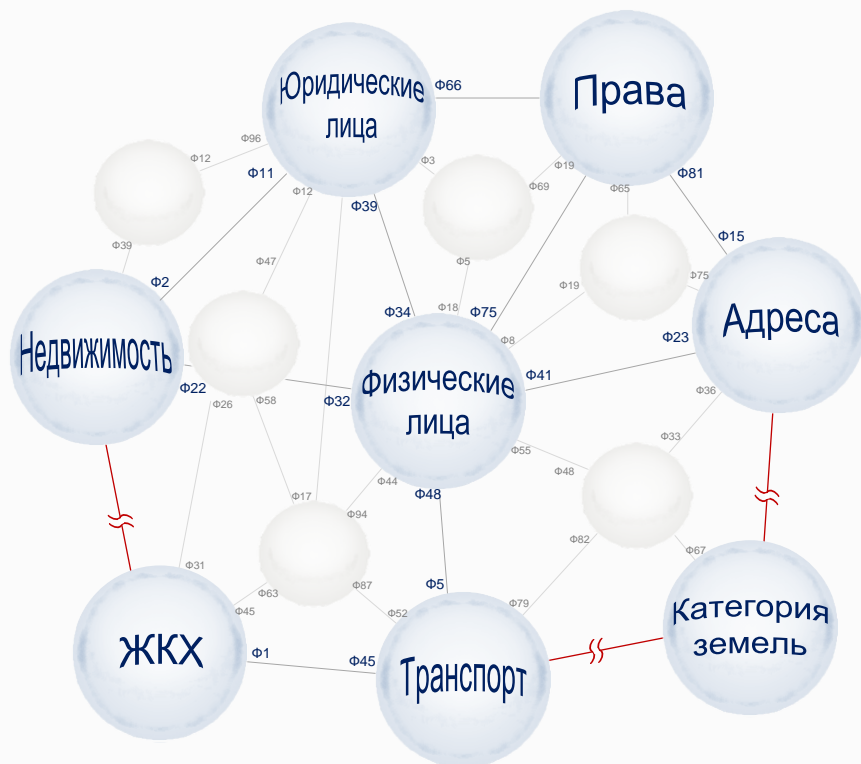 Юридические
лица
Права
Ф66
Ф96
Ф12
Ф3
Ф19
Ф11
Ф12
Ф69
Ф65
Ф81
Ф39
Ф39
Ф15
Ф2
Ф47
Ф5
Ф19
Ф75
Ф18
Ф34
Ф75
Адреса
Недвижимость
Ф8
Ф23
Ф22
Физические
лица
Ф41
Ф26
Ф58
Ф32
Ф36
Ф33
Ф55
Ф48
Ф44
Ф48
Ф17
Ф94
Ф82
Ф67
Ф31
Ф63
Ф87
Ф5
Ф45
Ф52
Ф79
Категория
земель
ЖКХ
Ф1
Ф45
Транспорт